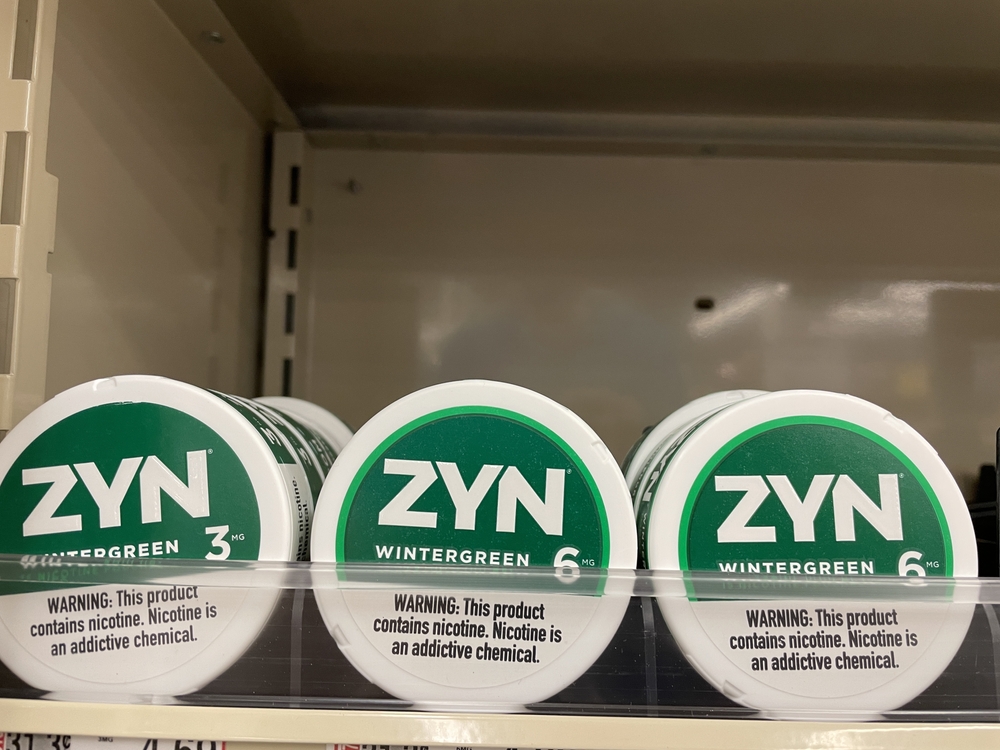 ZYN®
WINTERGREEN 3 MG
WARNING: This product
contains nicotine. Nicotine is
an addictive chemical.
ZYN®
WINTERGREEN 6 MG
WARNING: This product
contains nicotine. Nicotine is
an addictive chemical.
ZYN®
WINTERGREEN 6 MG
WARNING: This product
contains nicotine. Nicotine is
an addictive chemical.